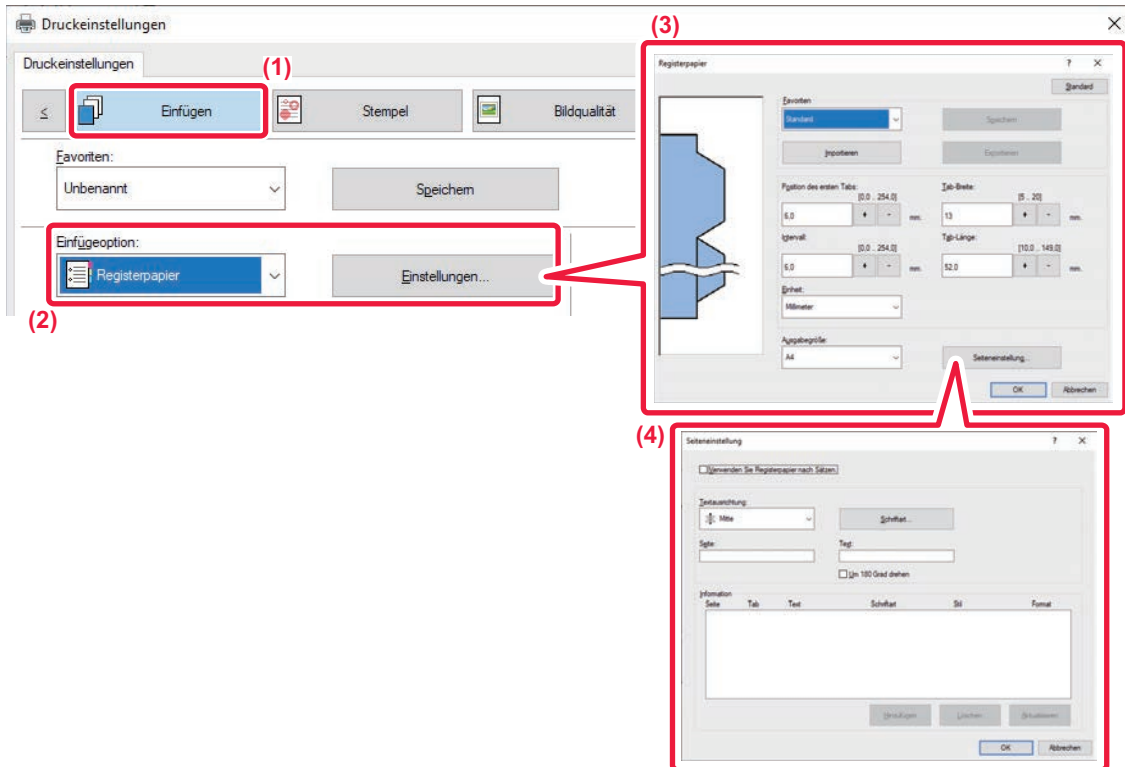 Druckeinstellungen
Druckeinstellungen
(1)
<
Einfügen
Stempel
Bildqualität
Favoriten:
Unbenannt
Speichern
Einfügeoption:
Registerpapier
Einstellungen...
(2)
(3)
Registerpapier
? ×
Standard
Favoriten
Standard
Speichern
Importieren
Exportieren
Position des ersten Tabs:
[0,0 .. 254,0]
6,0 + - mm.
Tab-Breite:
[5 .. 20]
13 + - mm.
Intervall:
[0,0 .. 254,0]
6,0 + - mm.
Tab-Länge:
[10,0 .. 149,0]
52,0 + - mm.
Einheit:
Millimeter
Ausgabegröße:
A4
Seiteneinstellung...
OK Abbrechen
(4)
Seiteneinstellung
? ×
Verwenden Sie Registerpapier nach Sätzen.
Textausrichtung:
Mitte
Schriftart...
Seite:
Text:
Um 180 Grad drehen
Information
Seite Tab Text Schriftart Stil Format
Hinzufügen Löschen Aktualisieren
OK Abbrechen